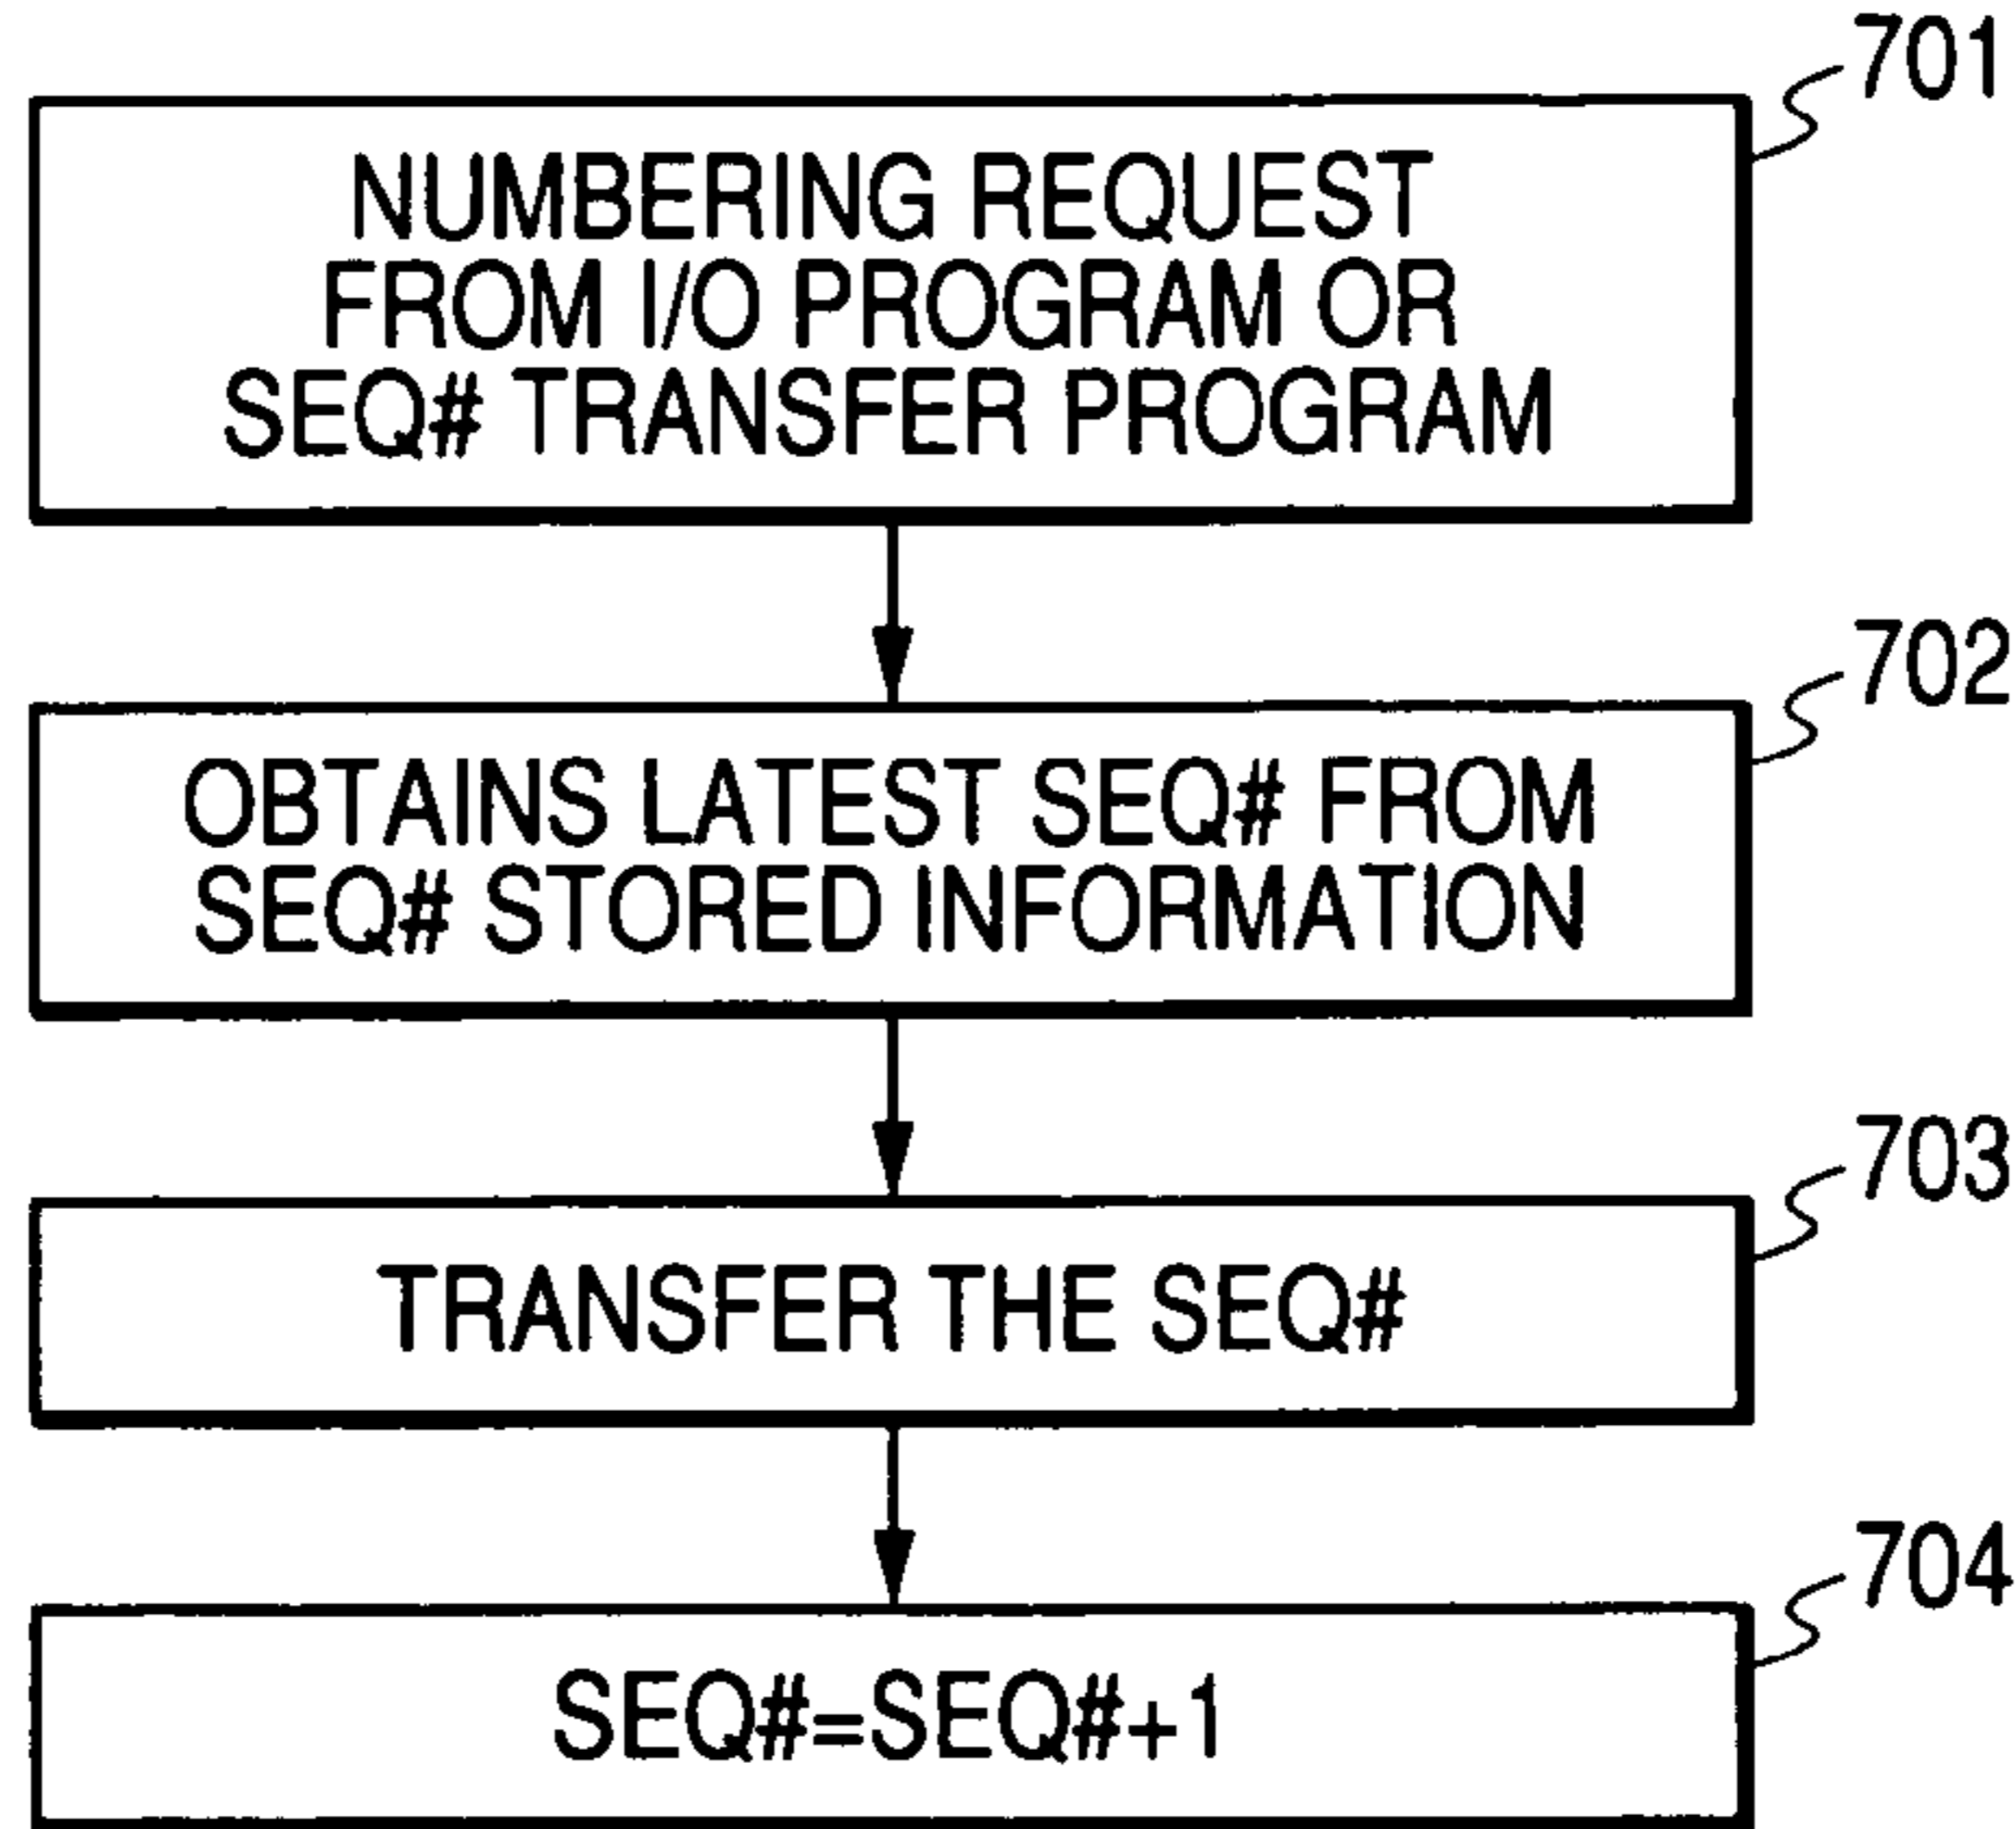 701
NUMBERING REQUEST
FROM I/O PROGRAM OR
SEQ# TRANSFER PROGRAM
702
OBTAINS LATEST SEQ# FROM
SEQ# STORED INFORMATION
703
TRANSFER THE SEQ#
704
SEQ#=SEQ#+1